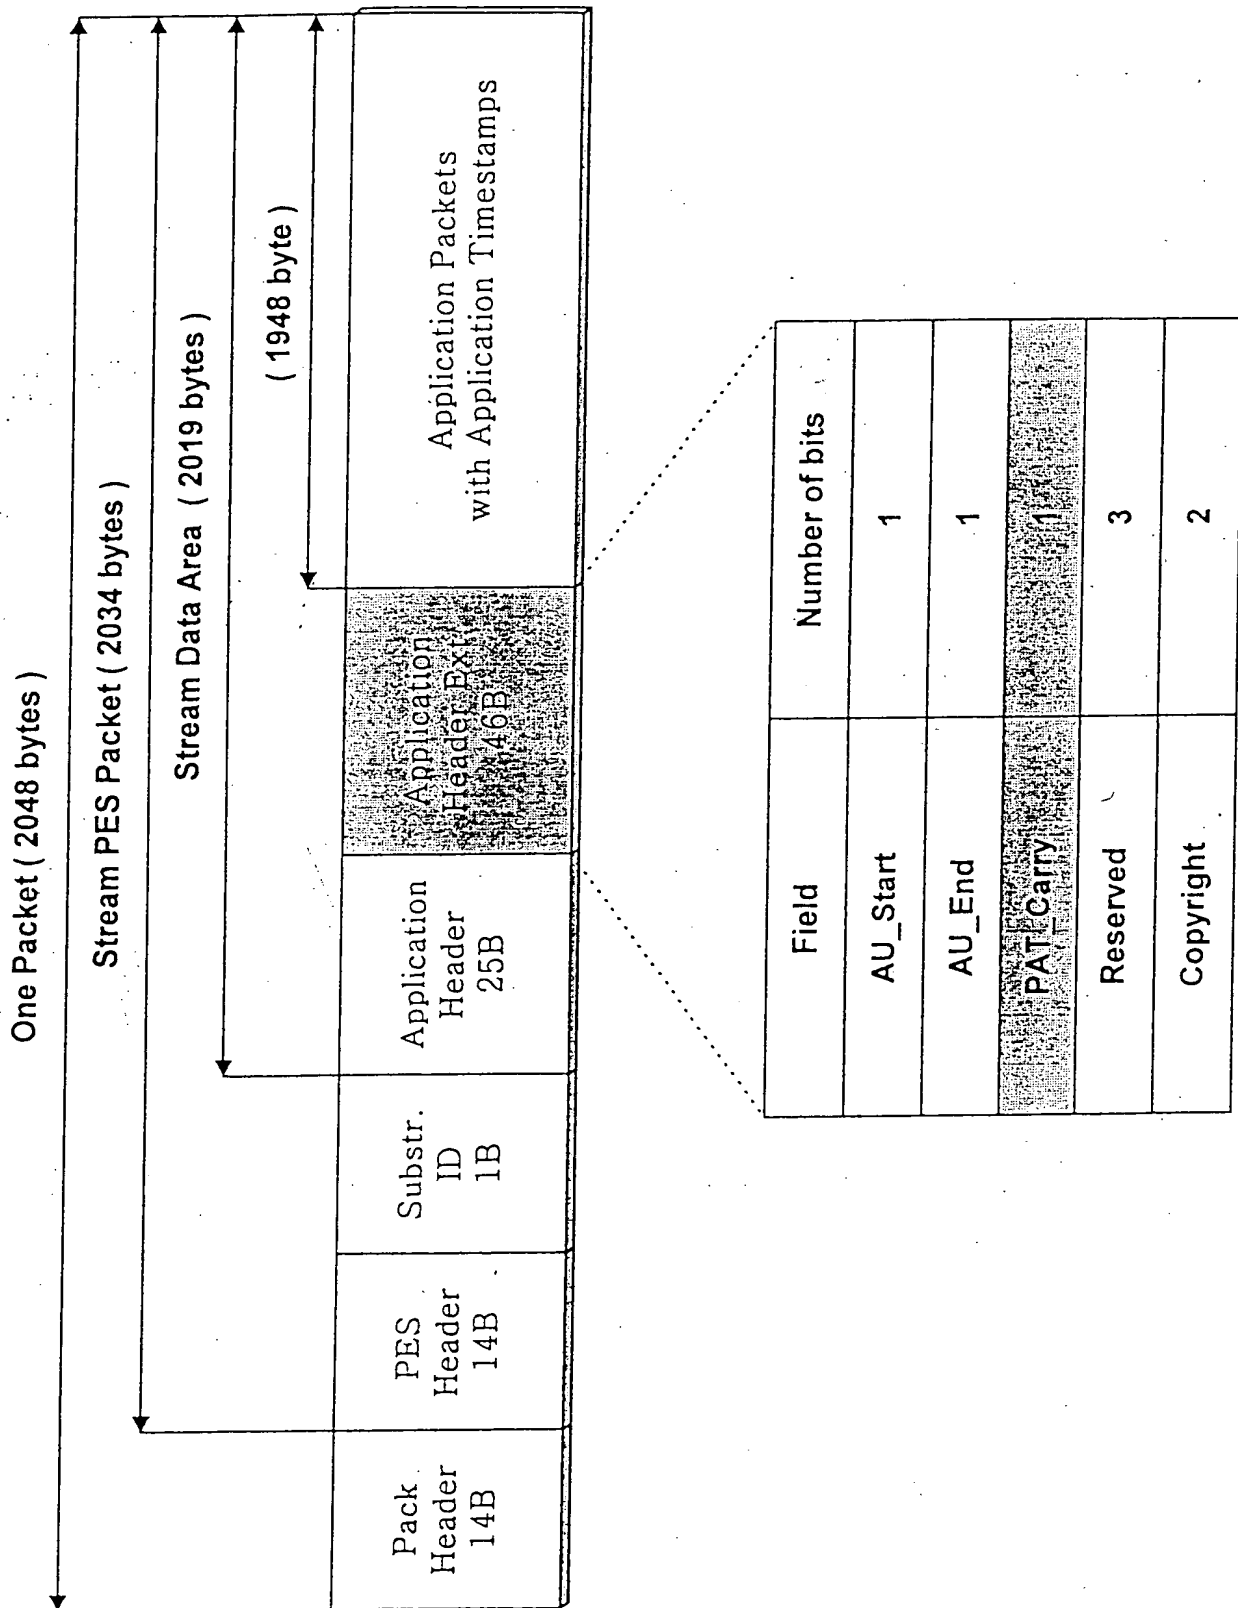 One Packet ( 2048 bytes )
Stream PES Packet ( 2034 bytes )
Stream Data Area ( 2019 bytes )
( 1948 byte )
Pack
Header
14B
PES
Header
14B
Substr.
ID
1B
Application
Header
25B
Application
Header Ext.
46B
Application Packets
with Application Timestamps
Field
Number of bits
AU_Start
1
AU_End
1
PAT_Carry
1
Reserved
3
Copyright
2